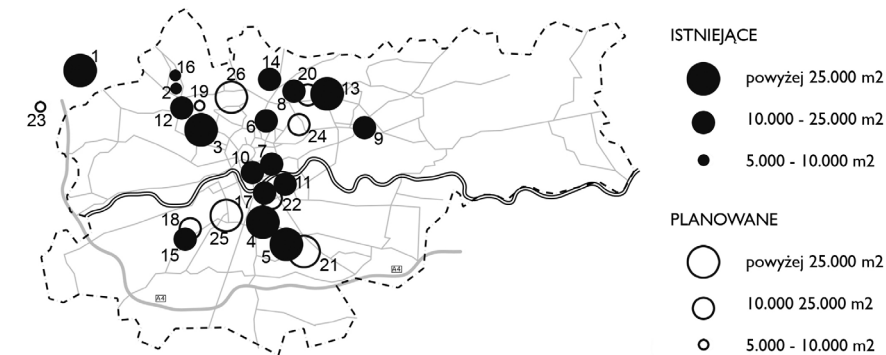 1
16
2
19
12
23
3
26
14
20
8
13
6
24
9
7
10
11
17
22
18
25
4
15
5
21
A4
A4
ISTNIEJĄCE
powyżej 25.000 m2
10.000 - 25.000 m2
5.000 - 10.000 m2
PLANOWANE
powyżej 25.000 m2
10.000 25.000 m2
5.000 - 10.000 m2